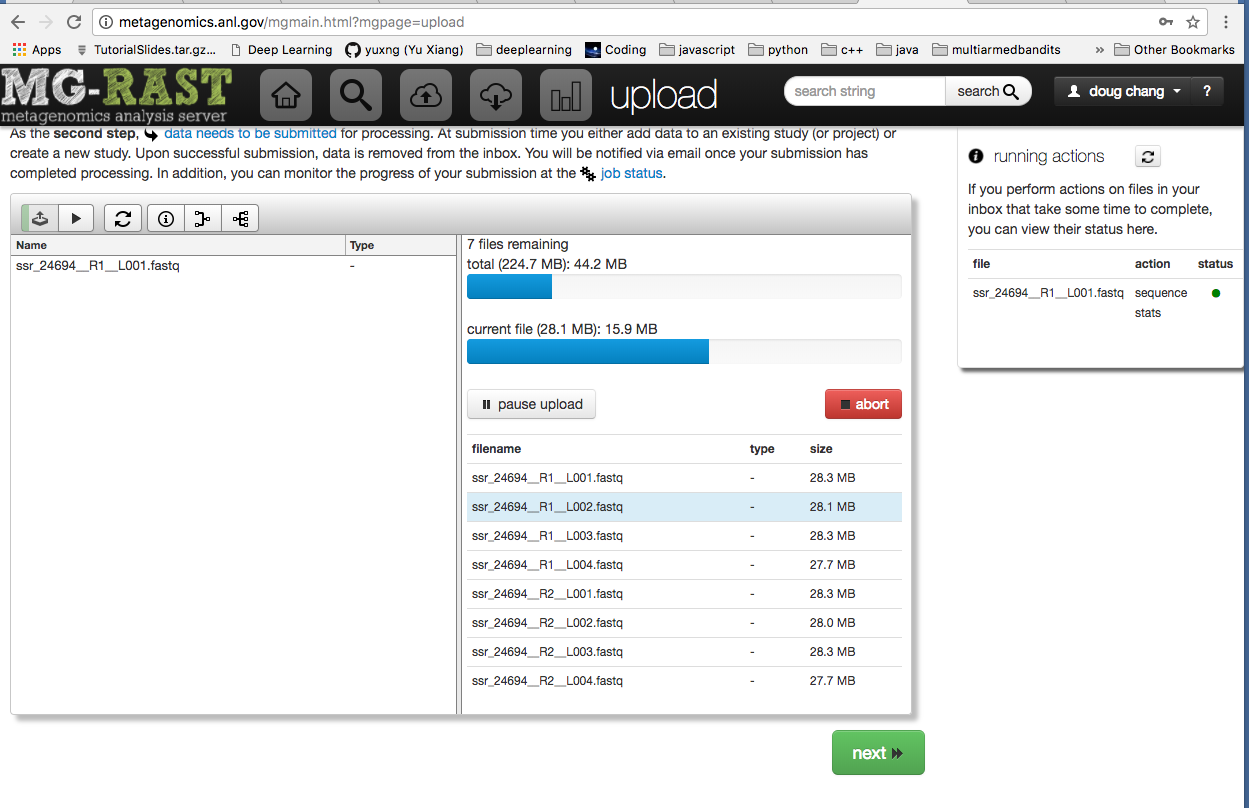 metagenomics.anl.gov/mgmain.html?mgpage=upload
Apps TutorialSlides.tar.gz... Deep Learning yuxng (Yu Xiang) deeplearning Coding javascript python c++ java multiarmedbandits » Other Bookmarks
MG-RAST
metagenomics analysis server
upload
search string search
doug chang ?
As the second step, data needs to be submitted for processing. At submission time you either add data to an existing study (or project) or
create a new study. Upon successful submission, data is removed from the inbox. You will be notified via email once your submission has
completed processing. In addition, you can monitor the progress of your submission at the job status.
Name Type
ssr_24694__R1__L001.fastq -
7 files remaining
total (224.7 MB): 44.2 MB
current file (28.1 MB): 15.9 MB
pause upload abort
filename type size
ssr_24694__R1__L001.fastq - 28.3 MB
ssr_24694__R1__L002.fastq - 28.1 MB
ssr_24694__R1__L003.fastq - 28.3 MB
ssr_24694__R1__L004.fastq - 27.7 MB
ssr_24694__R2__L001.fastq - 28.3 MB
ssr_24694__R2__L002.fastq - 28.0 MB
ssr_24694__R2__L003.fastq - 28.3 MB
ssr_24694__R2__L004.fastq - 27.7 MB
next
running actions
If you perform actions on files in your
inbox that take some time to complete,
you can view their status here.
file action status
ssr_24694__R1__L001.fastq sequence
stats